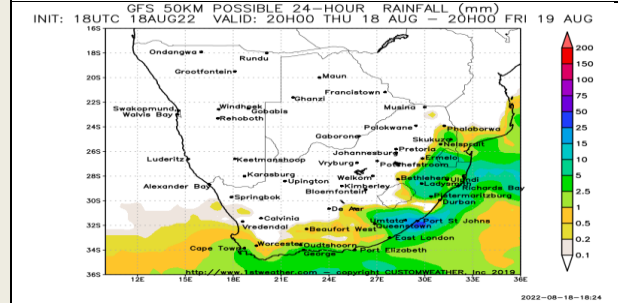 GFS 50KM POSSIBLE 24-HOUR RAINFALL (mm)
INIT: 18UTC 18AUG22 VALID: 20H00 THU 18 AUG - 20H00 FRI 19 AUG
16S
18S
20S
22S
24S
26S
28S
30S
32S
34S
36S
Ondangwa
Rundu
Grootfontein
Maun
Francistown
Ghanzi
Musina
Swakopmund
Walvis Bay
Windhoek
Gobabis
Rehoboth
Polokwane
Phalaborwa
Gaborone
Skukuza
Nelspruit
Johannesburg
Pretoria
Luderitz
Keetmanshoop
Vryburg
Potchefstroom
Ermelo
Karasburg
Upington
Welkom
Bethlehem
Ulundi
Alexander Bay
Kimberley
Ladysmith
Bloemfontein
Richards Bay
Springbok
Pietermaritzburg
Durban
De Aar
Calvinia
Vredendal
Umtata
Port St Johns
Beaufort West
Queenstown
East London
Cape Town
Worcester
Oudtshoorn
George
Port Elizabeth
http://www.1stweather.com - copyright CUSTOMWEATHER, Inc 2019
12E 15E 18E 21E 24E 27E 30E 33E 36E
200
150
100
75
50
25
15
10
5
2.5
1
0.5
0.2
0.1
2022-08-18-18:24